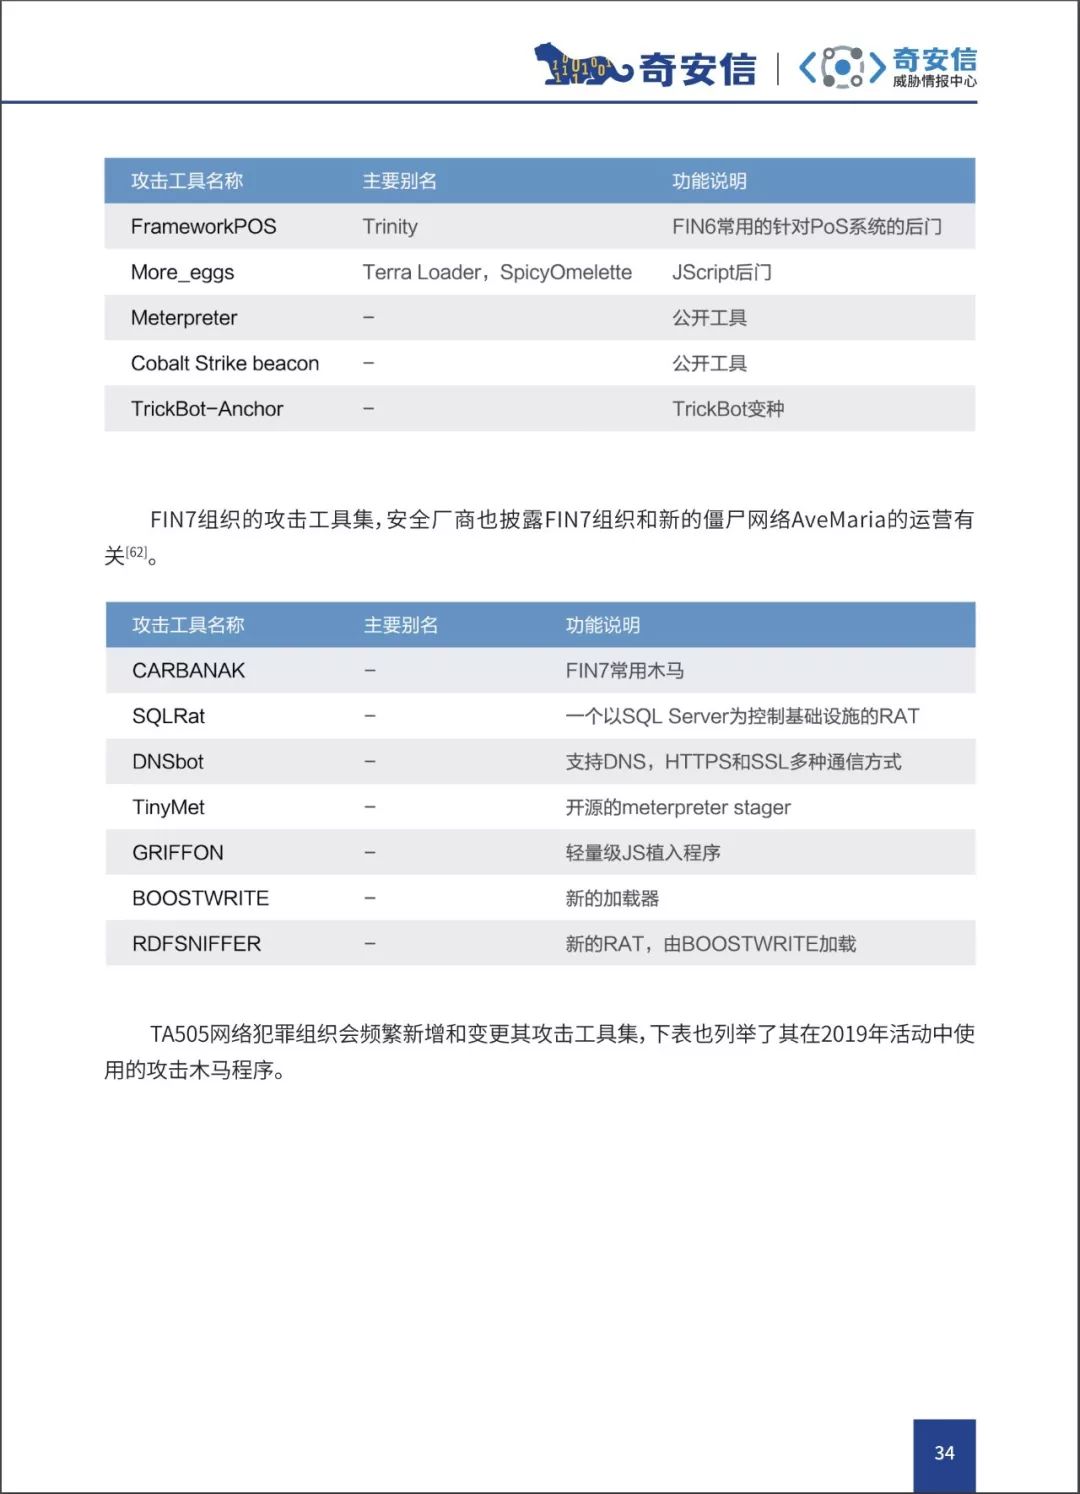 奇安信
奇安信
威胁情报中心
攻击工具名称 主要别名 功能说明
FrameworkPOS Trinity FIN6常用的针对PoS系统的后门
More_eggs Terra Loader，SpicyOmelette JScript后门
Meterpreter – 公开工具
Cobalt Strike beacon – 公开工具
TrickBot-Anchor – TrickBot变种
FIN7组织的攻击工具集，安全厂商也披露FIN7组织和新的僵尸网络AveMaria的运营有
关[62]。
攻击工具名称 主要别名 功能说明
CARBANAK – FIN7常用木马
SQLRat – 一个以SQL Server为控制基础设施的RAT
DNSbot – 支持DNS，HTTPS和SSL多种通信方式
TinyMet – 开源的meterpreter stager
GRIFFON – 轻量级JS植入程序
BOOSTWRITE – 新的加载器
RDFSNIFFER – 新的RAT，由BOOSTWRITE加载
TA505网络犯罪组织会频繁新增和变更其攻击工具集，下表也列举了其在2019年活动中使
用的攻击木马程序。
34